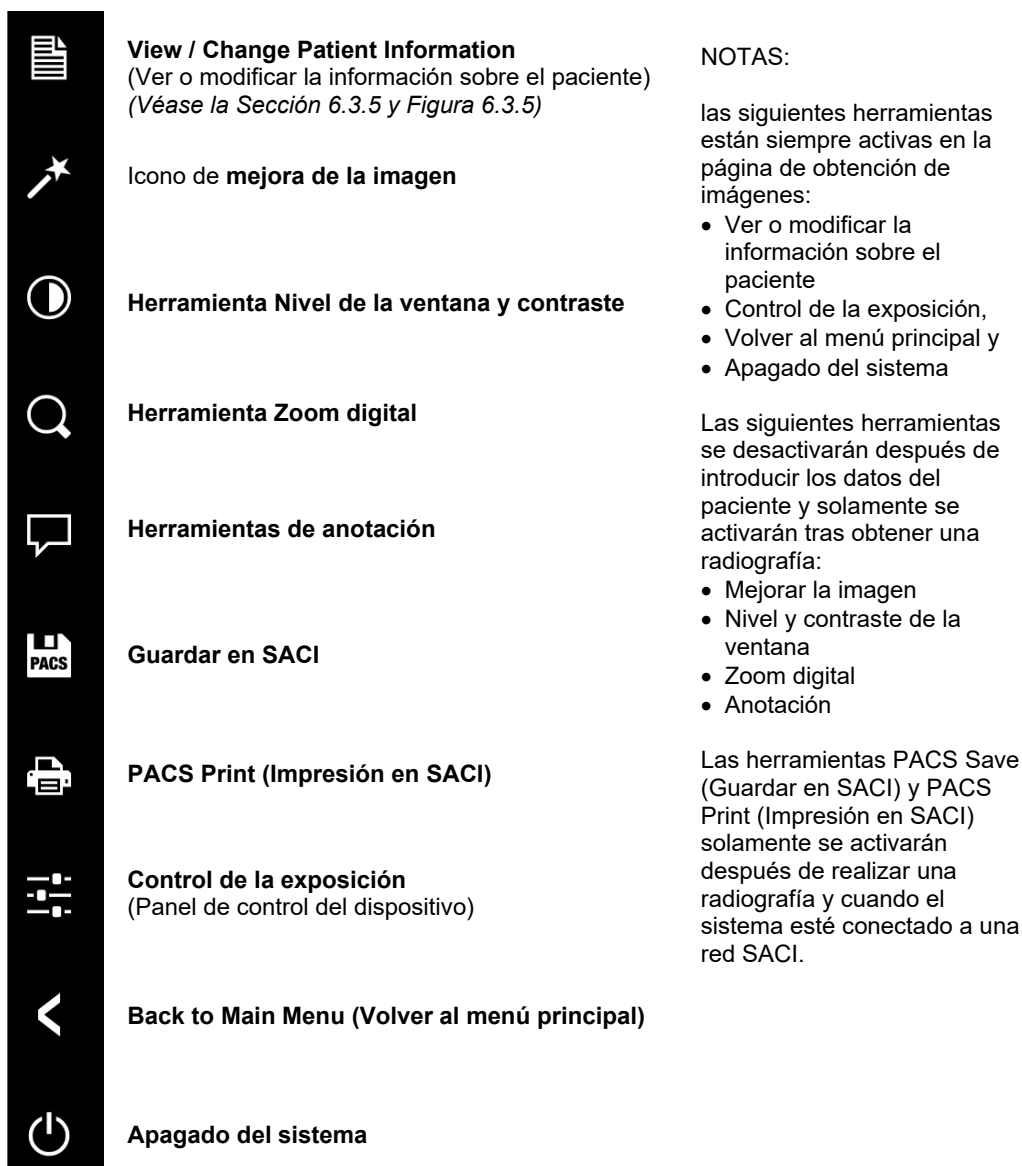 View / Change Patient Information
(Ver o modificar la información sobre el paciente)
(Véase la Sección 6.3.5 y Figura 6.3.5)
Icono de mejora de la imagen
Herramienta Nivel de la ventana y contraste
Herramienta Zoom digital
Herramientas de anotación
PACS
Guardar en SACI
PACS Print (Impresión en SACI)
Control de la exposición
(Panel de control del dispositivo)
Back to Main Menu (Volver al menú principal)
Apagado del sistema
NOTAS:
las siguientes herramientas
están siempre activas en la
página de obtención de
imágenes:
• Ver o modificar la
información sobre el
paciente
• Control de la exposición,
• Volver al menú principal y
• Apagado del sistema
Las siguientes herramientas
se desactivarán después de
introducir los datos del
paciente y solamente se
activarán tras obtener una
radiografía:
• Mejorar la imagen
• Nivel y contraste de la
ventana
• Zoom digital
• Anotación
Las herramientas PACS Save
(Guardar en SACI) y PACS
Print (Impresión en SACI)
solamente se activarán
después de realizar una
radiografía y cuando el
sistema esté conectado a una
red SACI.